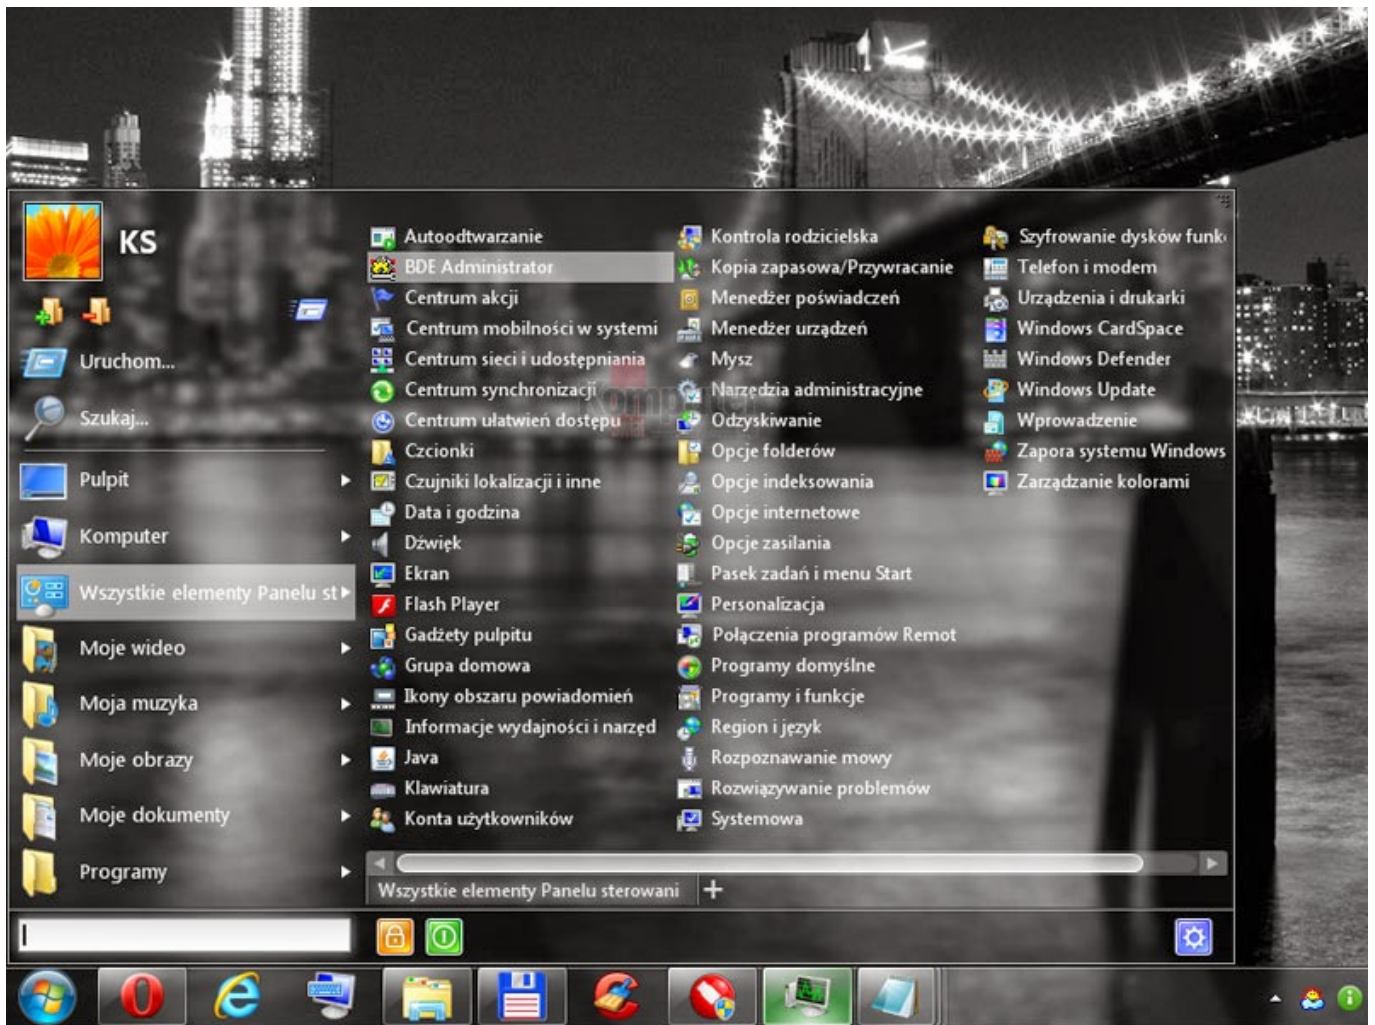 KS
Uruchom...
Szukaj...
Pulpit
Komputer
Wszystkie elementy Panelu st
Moje wideo
Moja muzyka
Moje obrazy
Moje dokumenty
Programy
Autoodtwarzanie
BDE Administrator
Centrum akcji
Centrum mobilności w systemi
Centrum sieci i udostępniania
Centrum synchronizacji
Centrum ułatwień dostępu
Czcionki
Czujniki lokalizacji i inne
Data i godzina
Dźwięk
Ekran
Flash Player
Gadżety pulpitu
Grupa domowa
Ikony obszaru powiadomień
Informacje wydajności i narzęd
Java
Klawiatura
Konta użytkowników
Kontrola rodzicielska
Kopia zapasowa/Przywracanie
Menedżer poświadczeń
Menedżer urządzeń
Mysz
Narzędzia administracyjne
Odzyskiwanie
Opcje folderów
Opcje indeksowania
Opcje internetowe
Opcje zasilania
Pasek zadań i menu Start
Personalizacja
Połączenia programów Remot
Programy domyślne
Programy i funkcje
Region i język
Rozpoznawanie mowy
Rozwiązywanie problemów
Systemowa
Szyfrowanie dysków funk
Telefon i modem
Urządzenia i drukarki
Windows CardSpace
Windows Defender
Windows Update
Wprowadzenie
Zapora systemu Windows
Zarządzanie kolorami
Wszystkie elementy Panelu sterowani